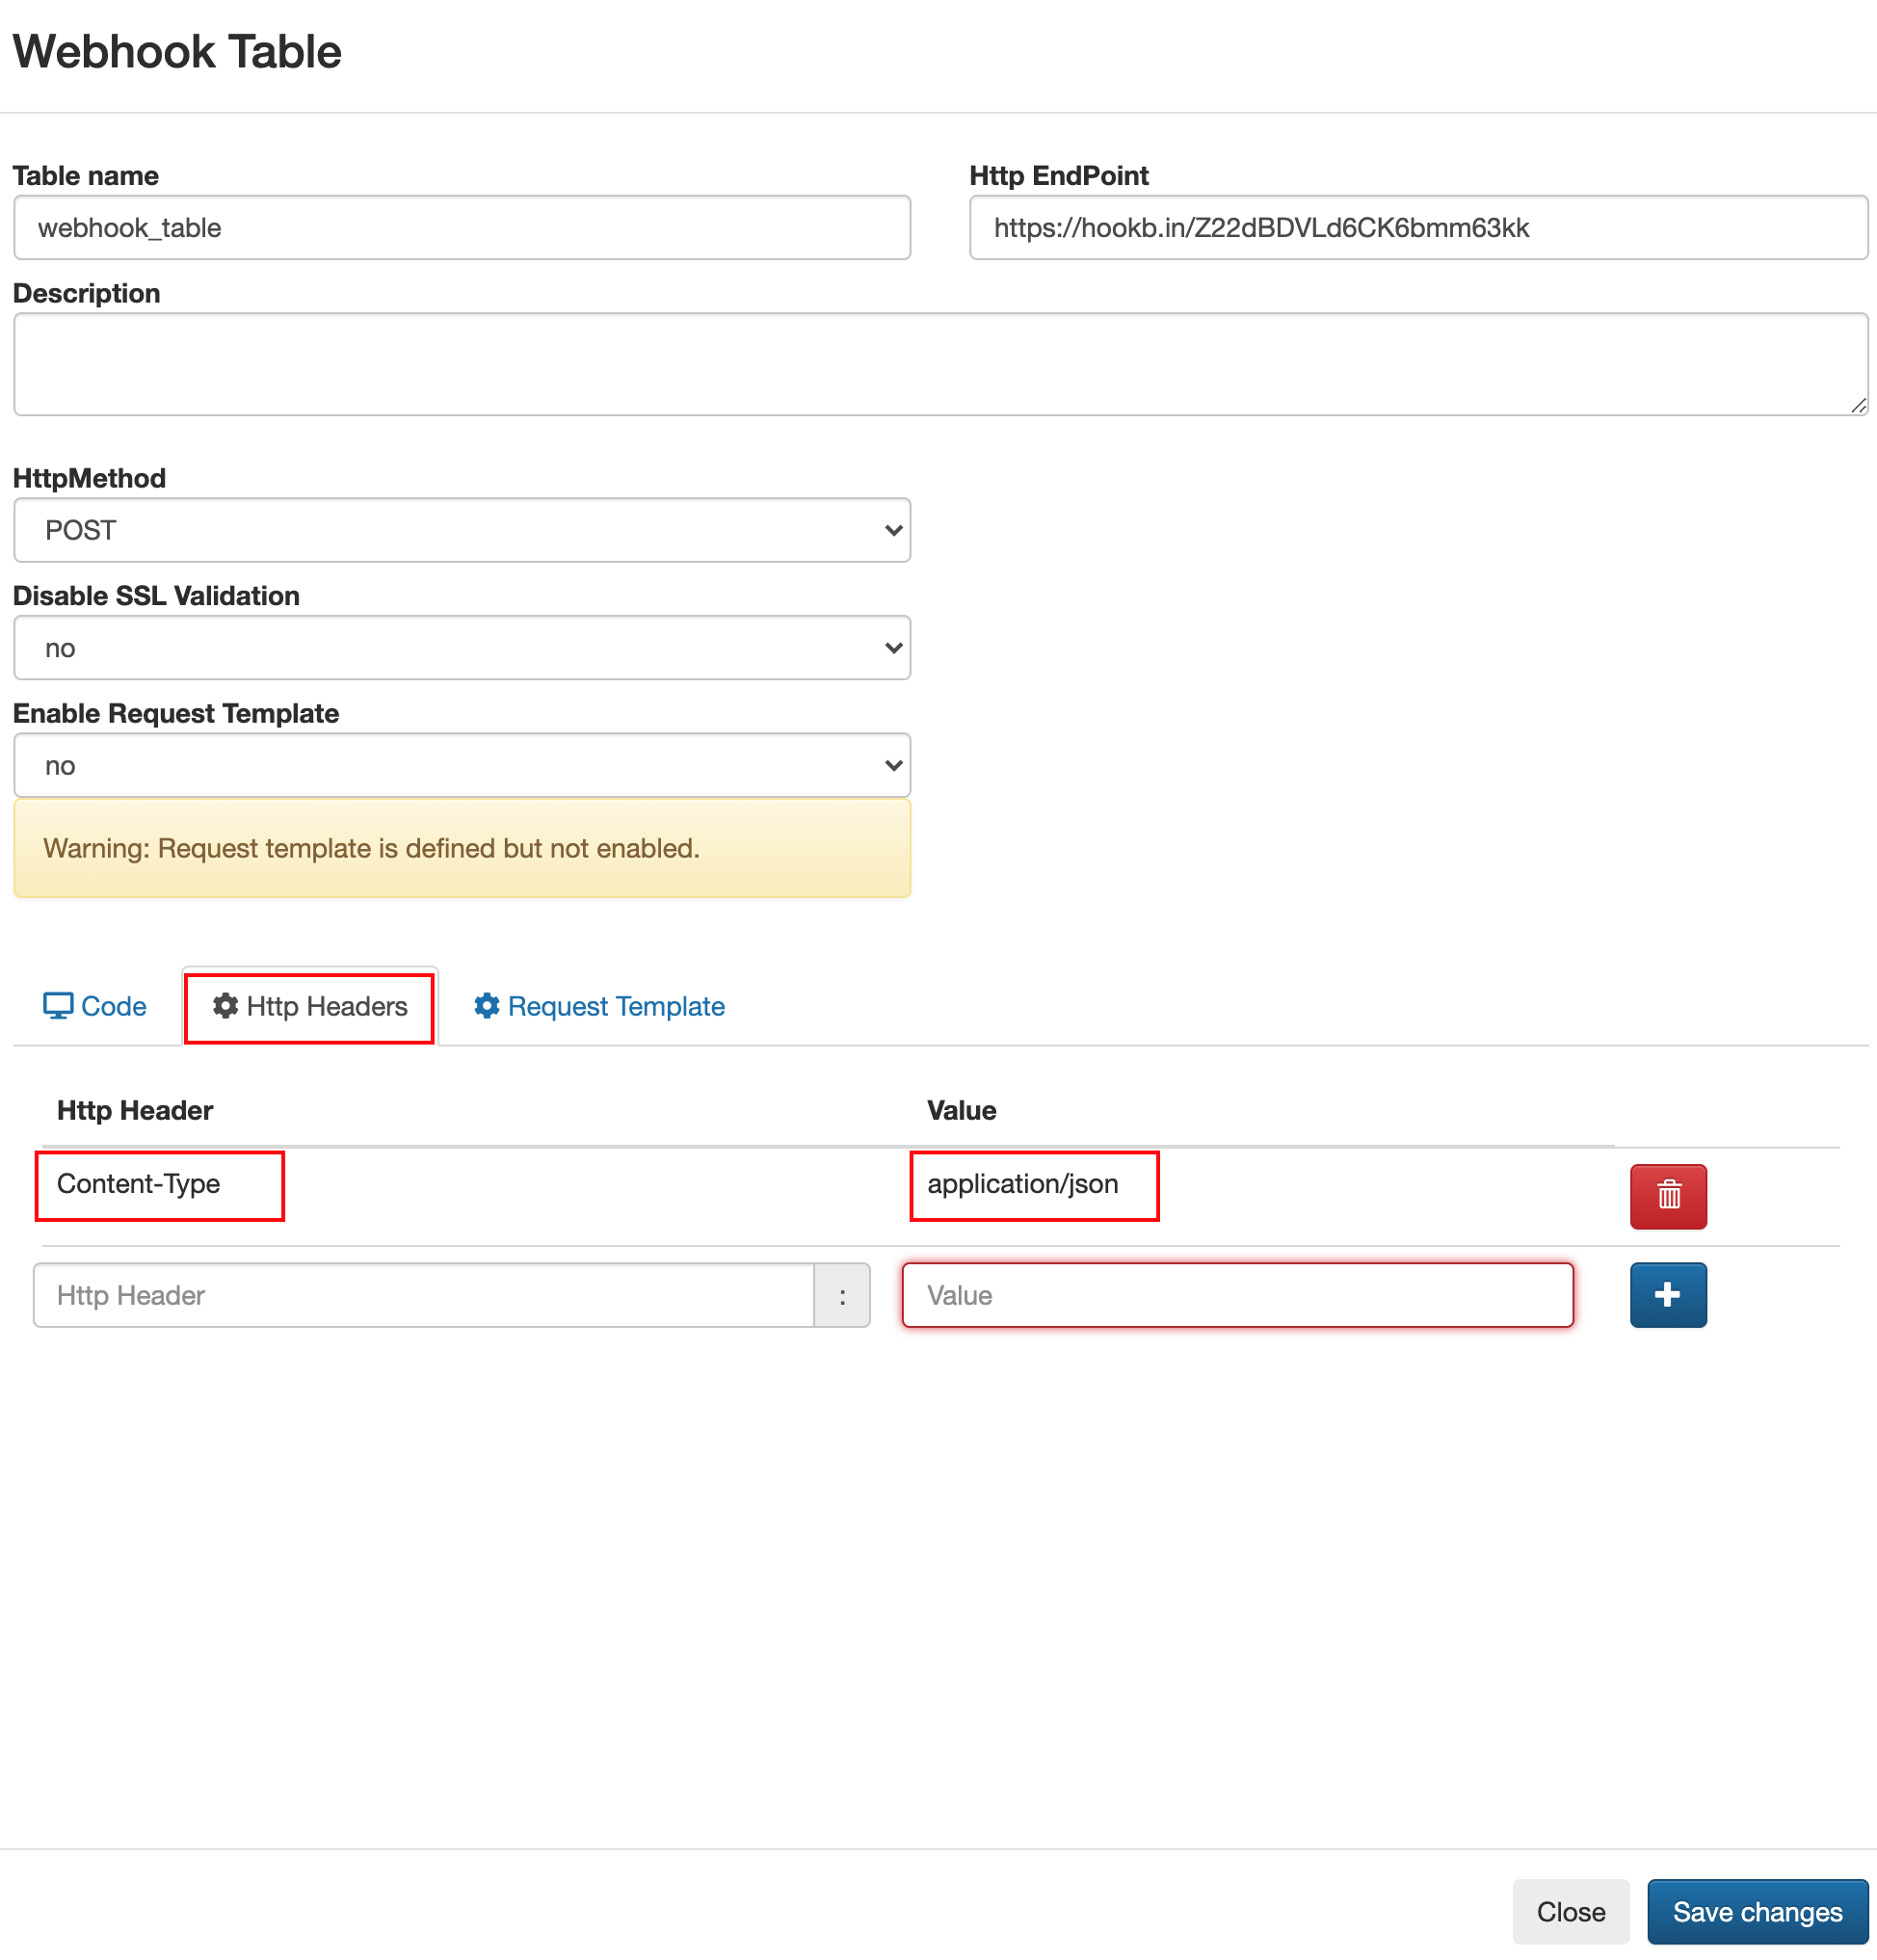 Webhook Table
Table name
Http EndPoint
webhook_table
https://hookb.in/Z22dBDVLd6CK6bmm63kk
Description
HttpMethod
POST
Disable SSL Validation
no
Enable Request Template
no
Warning: Request template is defined but not enabled.
Code
Http Headers
Request Template
Http Header
Value
Content-Type
application/json
Http Header
:
Value
Close
Save changes